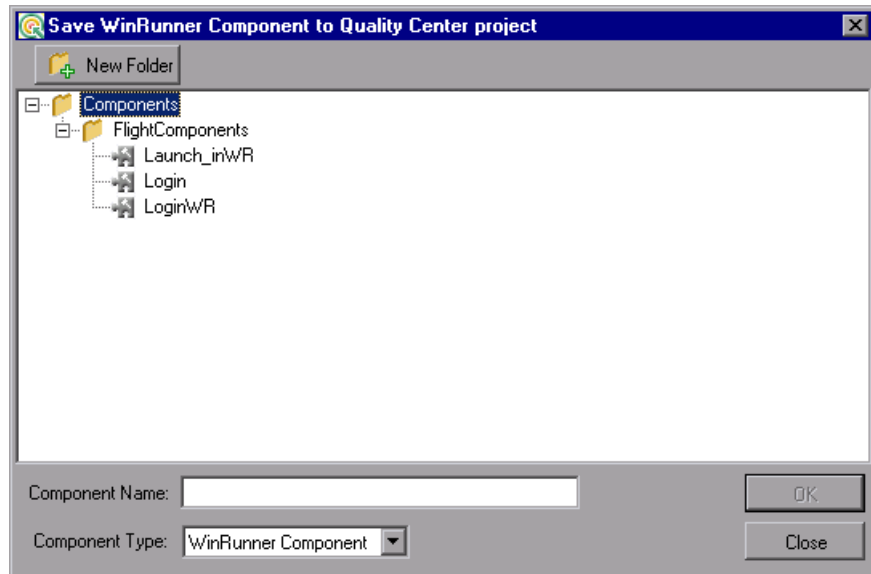 Save WinRunner Component to Quality Center project
New Folder
Components
FlightComponents
Launch_inWR
Login
LoginWR
Component Name:
OK
Component Type: WinRunner Component
Close